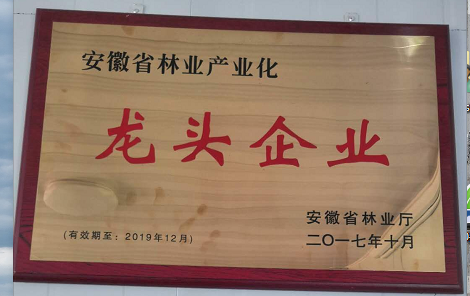 安徽省林业产业化
龙头企业
(有效期至：2019年12月)
安徽省林业厅
二〇一七年十月